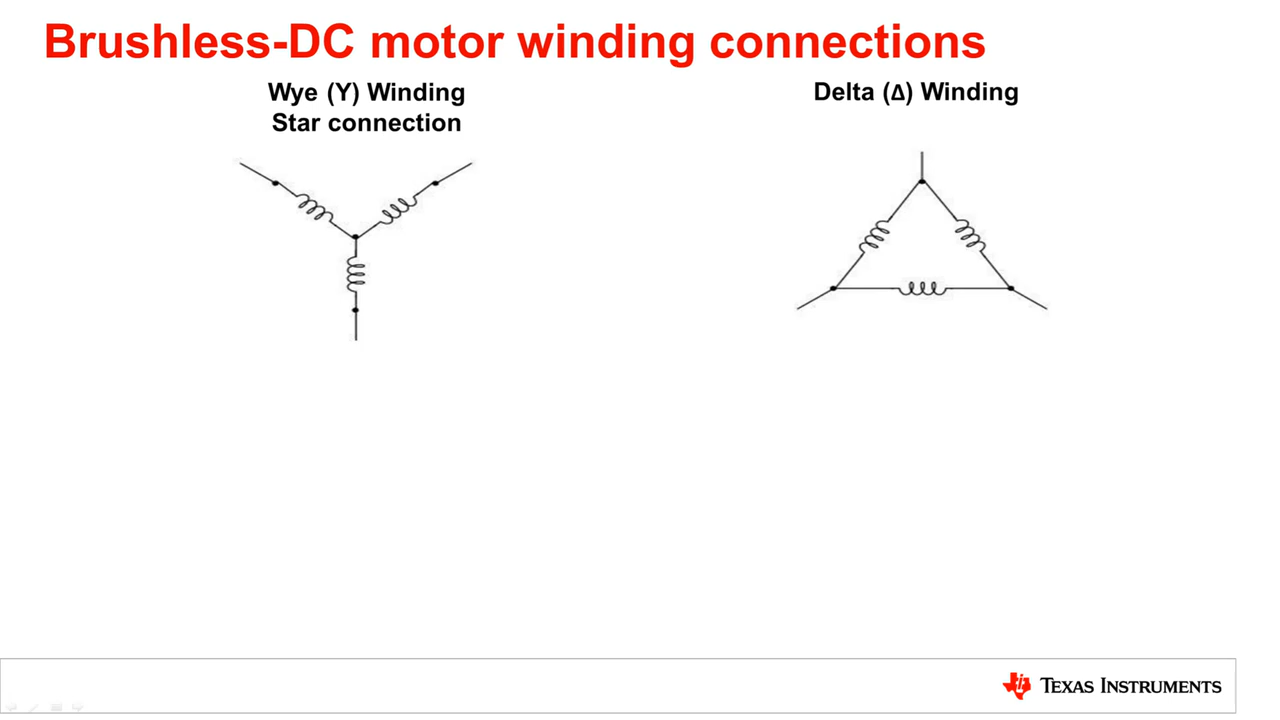 Brushless-DC motor winding connections
Wye (Y) Winding
Star connection
Delta (Δ) Winding
TEXAS INSTRUMENTS